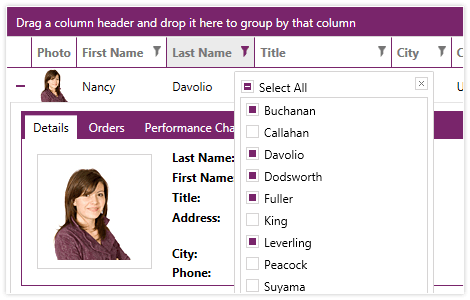 Drag a column header and drop it here to group by that column
Photo First Name Last Name Title City
Nancy Davolio
Select All
Buchanan
Callahan
Davolio
Dodsworth
Fuller
King
Leverling
Peacock
Suyama
Details Orders Performance
Last Name:
First Name
Title:
Address:
City:
Phone: